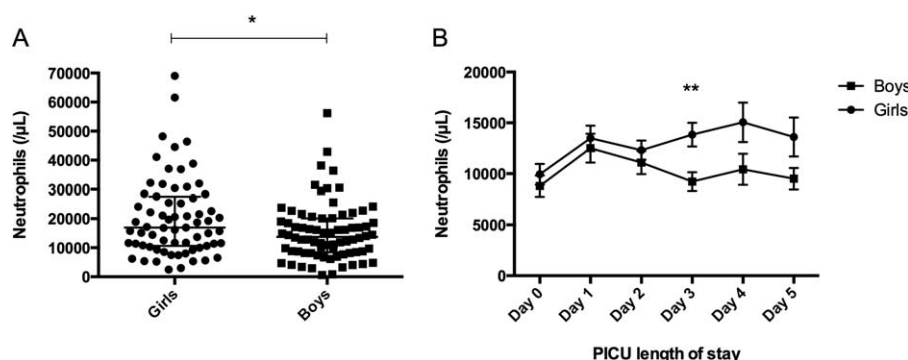 A
*
Neutrophils (/µL)
70000
60000
50000
40000
30000
20000
10000
0
Girls
Boys
B
**
Boys
Girls
Neutrophils (/µL)
20000
15000
10000
5000
0
Day 0
Day 1
Day 2
Day 3
Day 4
Day 5
PICU length of stay